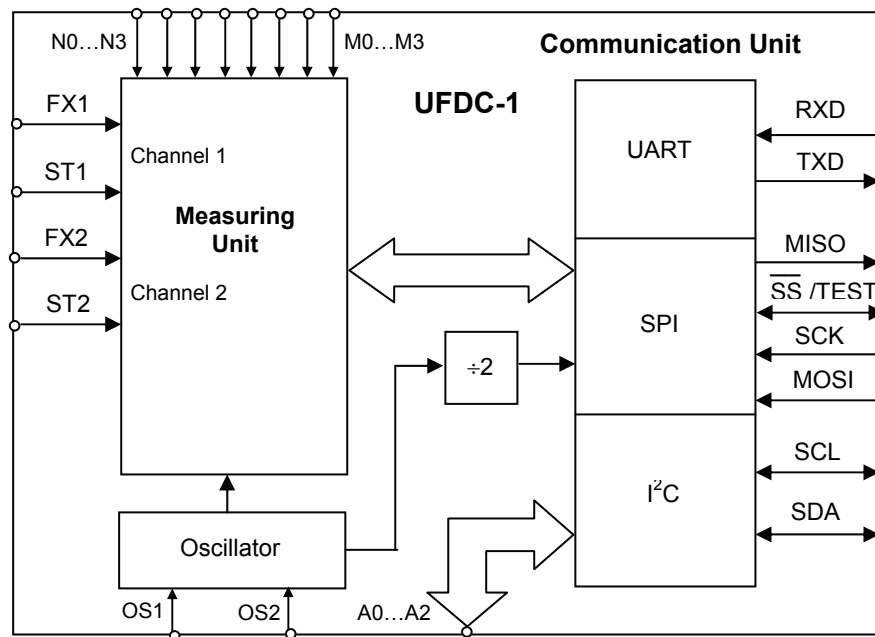 N0…N3
M0…M3
Communication Unit
UFDC-1
FX1
ST1
FX2
ST2
Channel 1
Measuring
Unit
Channel 2
UART
SPI
I²C
÷2
Oscillator
OS1
OS2
A0…A2
RXD
TXD
MISO
S̅S̅ /TEST
SCK
MOSI
SCL
SDA